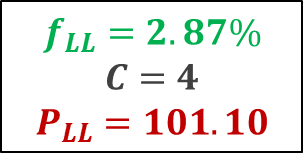 f_LL = 2.87%
C = 4
P_LL = 101.10